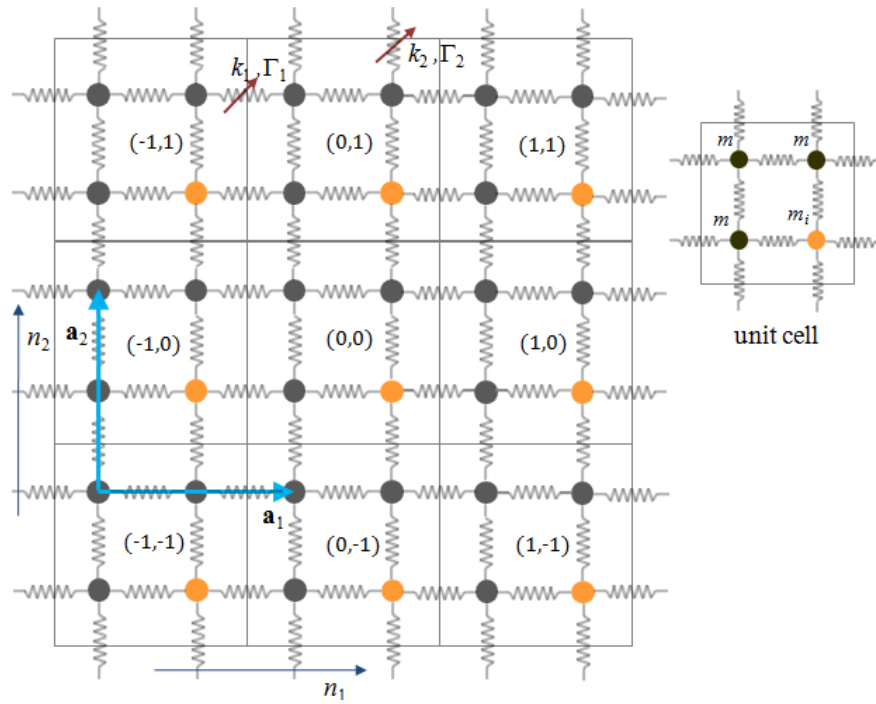 k₁,Γ₁
k₂,Γ₂
(-1,1)
(0,1)
(1,1)
m
m
m
mᵢ
unit cell
n₂
a₂
(-1,0)
(0,0)
(1,0)
a₁
(-1,-1)
(0,-1)
(1,-1)
n₁